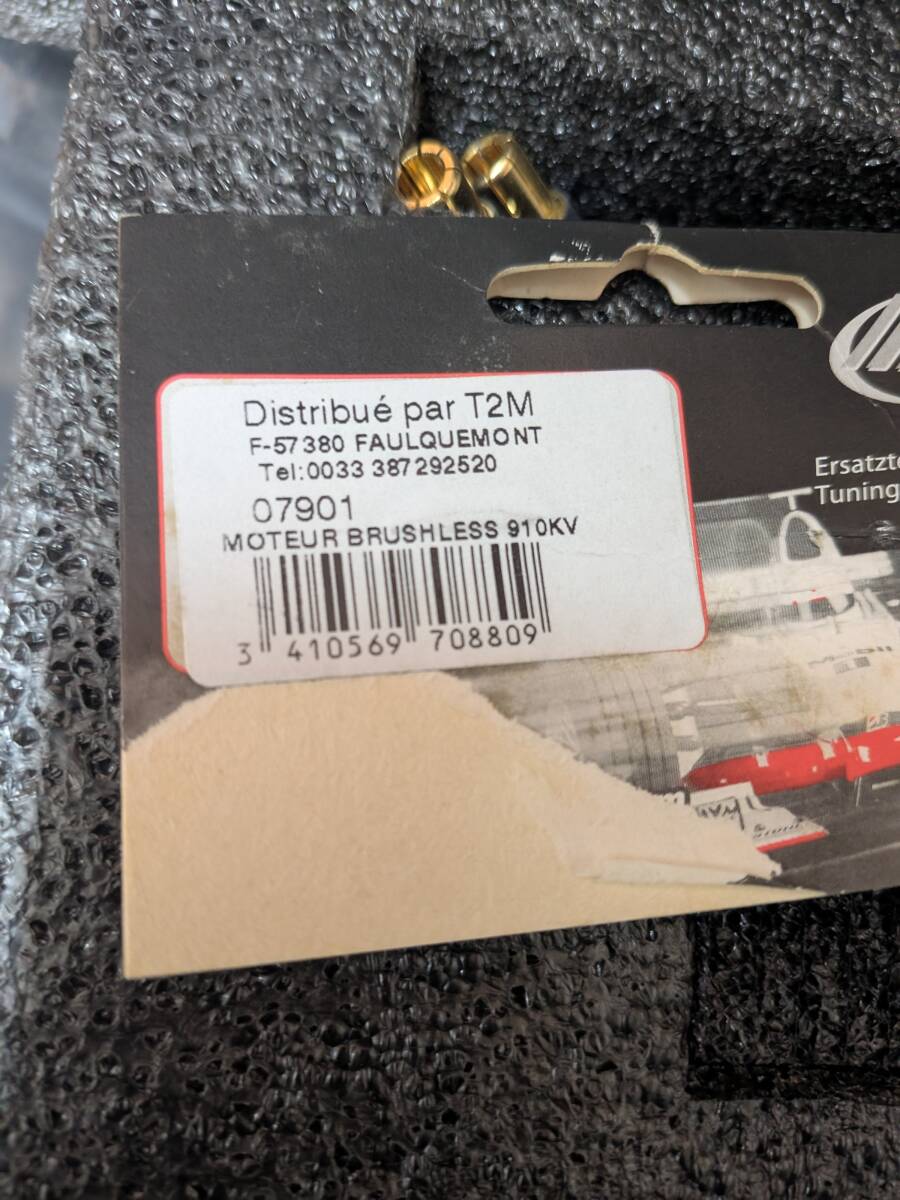 Distribué par T2M
F-57380 FAULQUEMONT
Tel:0033 387292520
07901
MOTEUR BRUSHLESS 910KV
3 410569 708809
Ersatzte
Tuning